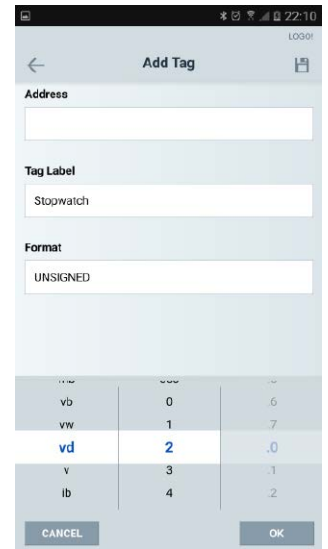 22:10
LOGO!
Add Tag
Address
Tag Label
Stopwatch
Format
UNSIGNED
vb 0 .6
vw 1 .7
vd 2 .0
v 3 .1
ib 4 .2
CANCEL OK